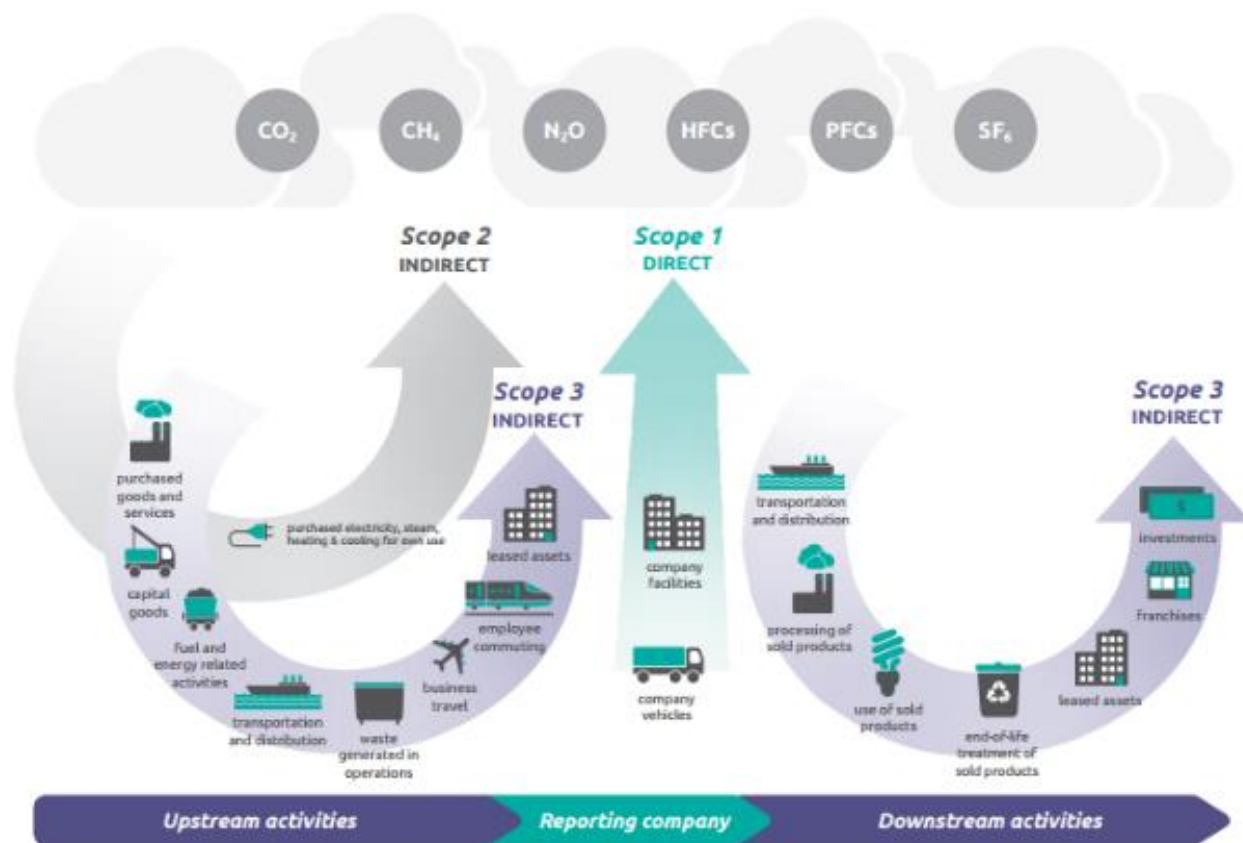 CO₂
CH₄
N₂O
HFCs
PFCs
SF₆
Scope 2
INDIRECT
Scope 1
DIRECT
Scope 3
INDIRECT
Scope 3
INDIRECT
purchased
goods and
services
capital
goods
fuel and
energy related
activities
purchased electricity, steam,
heating & cooling for own use
transportation
and distribution
waste
generated in
operations
business
travel
employee
commuting
leased assets
company
facilities
company
vehicles
transportation
and distribution
processing of
sold products
use of sold
products
end-of-life
treatment of
sold products
leased assets
franchises
$
investments
Upstream activities
Reporting company
Downstream activities